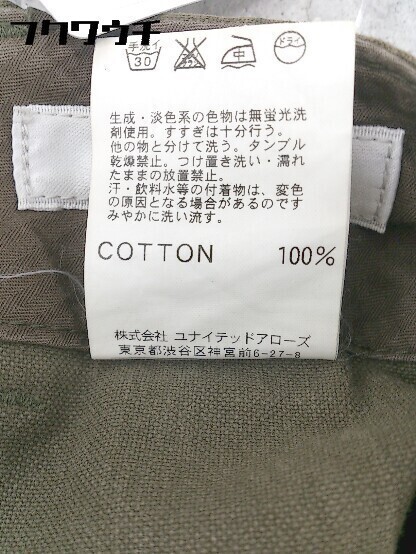 フクウウチ
手洗イ
30
中
ドライ
生成・淡色系の色物は無蛍光洗
剤使用。すすぎは十分行う。
他の物と分けて洗う。タンブル
乾燥禁止。つけ置き洗い・濡れ
たままの放置禁止。
汗・飲料水等の付着物は、変色
の原因となる場合があるのです
みやかに洗い流す。
COTTON 100%
株式会社 ユナイテッドアローズ
東京都渋谷区神宮前6-27-8